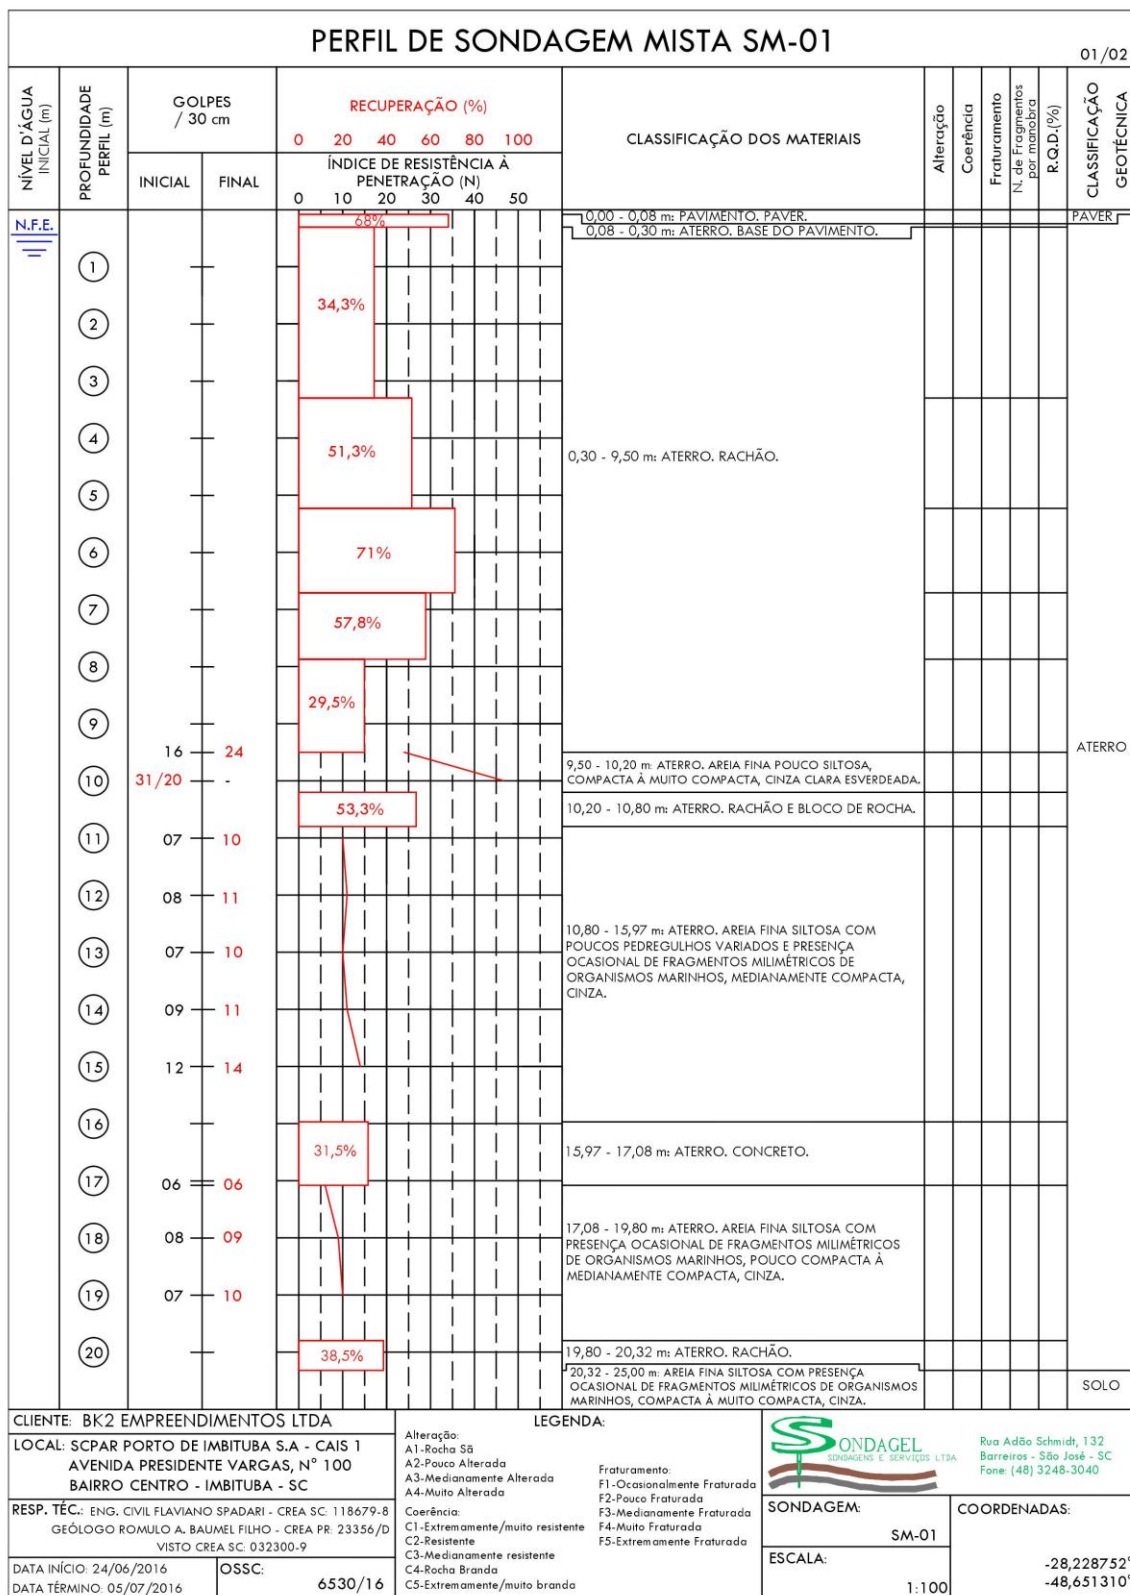 PERFIL DE SONDAGEM MISTA SM-01
01/02
NÍVEL D'ÁGUA
INICIAL (m)
PROFUNDIDADE
PERFIL (m)
GOLPES
/ 30 cm
INICIAL
FINAL
RECUPERAÇÃO (%)
0 20 40 60 80 100
ÍNDICE DE RESISTÊNCIA À
PENETRAÇÃO (N)
0 10 20 30 40 50
CLASSIFICAÇÃO DOS MATERIAIS
Alteração
Coerência
Fraturamento
N. de Fragmentos
por manobra
R.Q.D.(%)
CLASSIFICAÇÃO
GEOTÉCNICA
N.F.E.
68%
0,00 - 0,08 m: PAVIMENTO. PAVER.
PAVER
0,08 - 0,30 m: ATERRO. BASE DO PAVIMENTO.
1
34,3%
2
3
4
51,3%
0,30 - 9,50 m: ATERRO. RACHÃO.
5
6
71%
7
57,8%
8
29,5%
9
16
24
ATERRO
9,50 - 10,20 m: ATERRO. AREIA FINA POUCO SILTOSA,
COMPACTA À MUITO COMPACTA, CINZA CLARA ESVERDEADA.
10
31/20
-
53,3%
10,20 - 10,80 m: ATERRO. RACHÃO E BLOCO DE ROCHA.
11
07
10
12
08
11
10,80 - 15,97 m: ATERRO. AREIA FINA SILTOSA COM
POUCOS PEDREGULHOS VARIADOS E PRESENÇA
OCASIONAL DE FRAGMENTOS MILIMÉTRICOS DE
ORGANISMOS MARINHOS, MEDIANAMENTE COMPACTA,
CINZA.
13
07
10
14
09
11
15
12
14
16
31,5%
15,97 - 17,08 m: ATERRO. CONCRETO.
17
06
06
17,08 - 19,80 m: ATERRO. AREIA FINA SILTOSA COM
PRESENÇA OCASIONAL DE FRAGMENTOS MILIMÉTRICOS
DE ORGANISMOS MARINHOS, POUCO COMPACTA À
MEDIANAMENTE COMPACTA, CINZA.
18
08
09
19
07
10
20
38,5%
19,80 - 20,32 m: ATERRO. RACHÃO.
20,32 - 25,00 m: AREIA FINA SILTOSA COM PRESENÇA
OCASIONAL DE FRAGMENTOS MILIMÉTRICOS DE ORGANISMOS
MARINHOS, COMPACTA À MUITO COMPACTA, CINZA.
SOLO
CLIENTE: BK2 EMPREENDIMENTOS LTDA
LOCAL: SCPAR PORTO DE IMBITUBA S.A - CAIS 1
AVENIDA PRESIDENTE VARGAS, N° 100
BAIRRO CENTRO - IMBITUBA - SC
RESP. TÉC.: ENG. CIVIL FLAVIANO SPADARI - CREA SC: 118679-8
GEÓLOGO ROMULO A. BAUMEL FILHO - CREA PR: 23356/D
VISTO CREA SC: 032300-9
DATA INÍCIO: 24/06/2016
DATA TÉRMINO: 05/07/2016
OSSC:
6530/16
LEGENDA:
Alteração:
A1-Rocha Sã
A2-Pouco Alterada
A3-Medianamente Alterada
A4-Muito Alterada
Coerência:
C1-Extremamente/muito resistente
C2-Resistente
C3-Medianamente resistente
C4-Rocha Branda
C5-Extremamente/muito branda
Fraturamento:
F1-Ocasionalmente Fraturada
F2-Pouco Fraturada
F3-Medianamente Fraturada
F4-Muito Fraturada
F5-Extremamente Fraturada
SONDAGEL
SONDAGENS E SERVIÇOS LTDA
Rua Adão Schmidt, 132
Barreiros - São José - SC
Fone: (48) 3248-3040
SONDAGEM:
SM-01
ESCALA:
1:100
COORDENADAS:
-28,228752°
-48,651310°